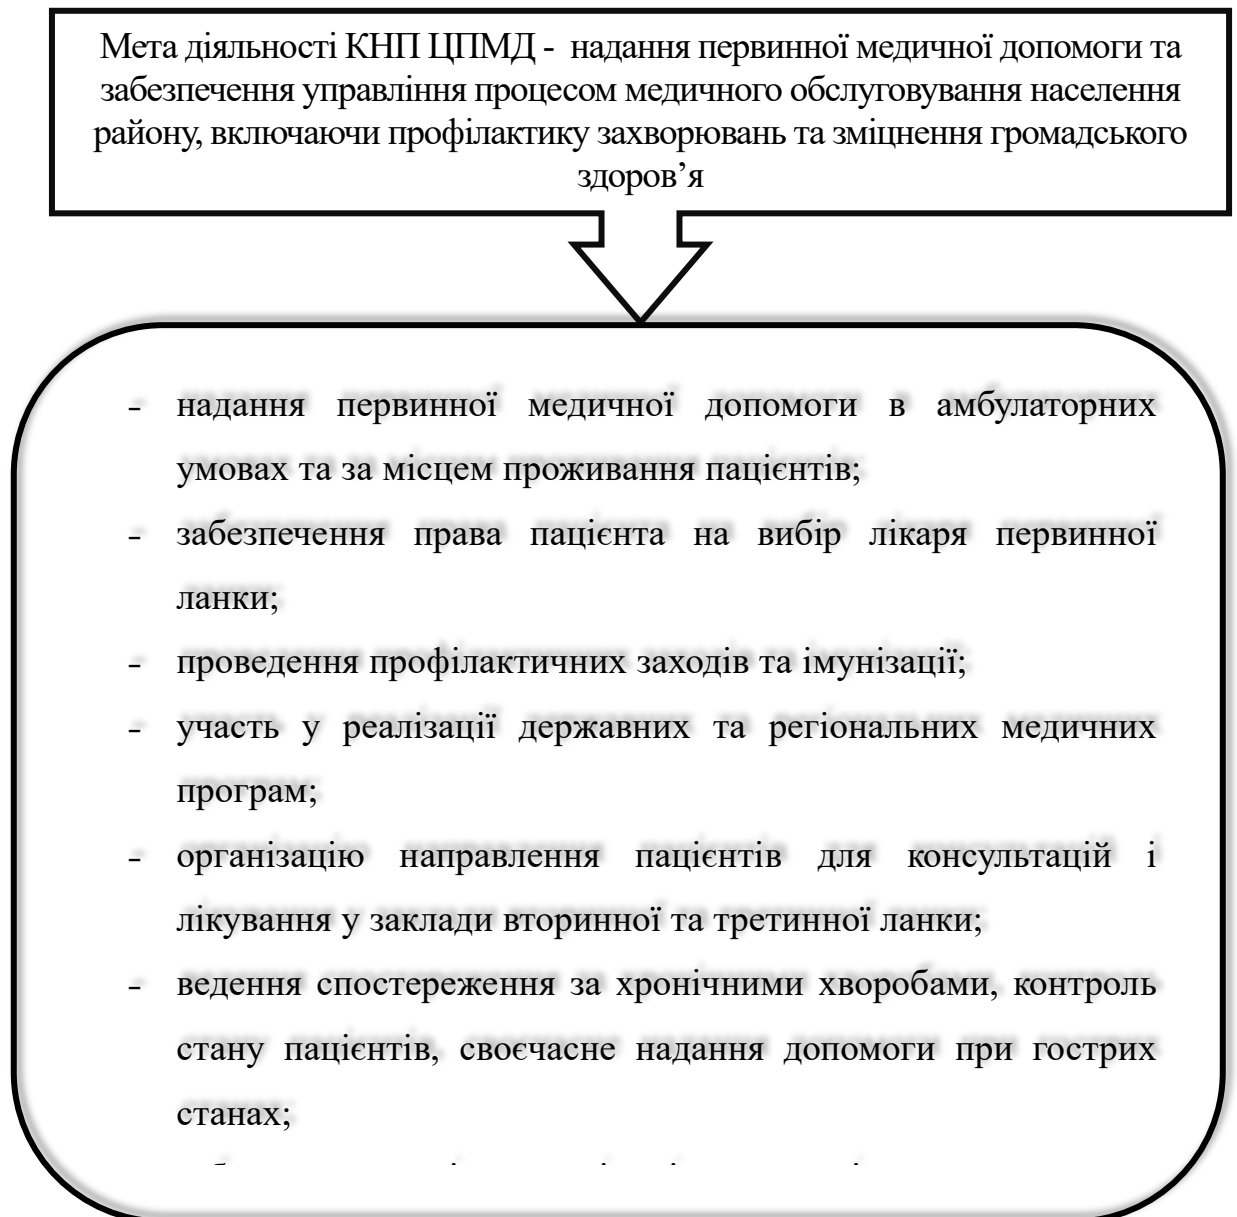 Мета діяльності КНП ЦПМД - надання первинної медичної допомоги та
забезпечення управління процесом медичного обслуговування населення
району, включаючи профілактику захворювань та зміцнення громадського
здоров’я
- надання первинної медичної допомоги в амбулаторних
умовах та за місцем проживання пацієнтів;
- забезпечення права пацієнта на вибір лікаря первинної
ланки;
- проведення профілактичних заходів та імунізації;
- участь у реалізації державних та регіональних медичних
програм;
- організацію направлення пацієнтів для консультацій і
лікування у заклади вторинної та третинної ланки;
- ведення спостереження за хронічними хворобами, контроль
стану пацієнтів, своєчасне надання допомоги при гострих
станах;